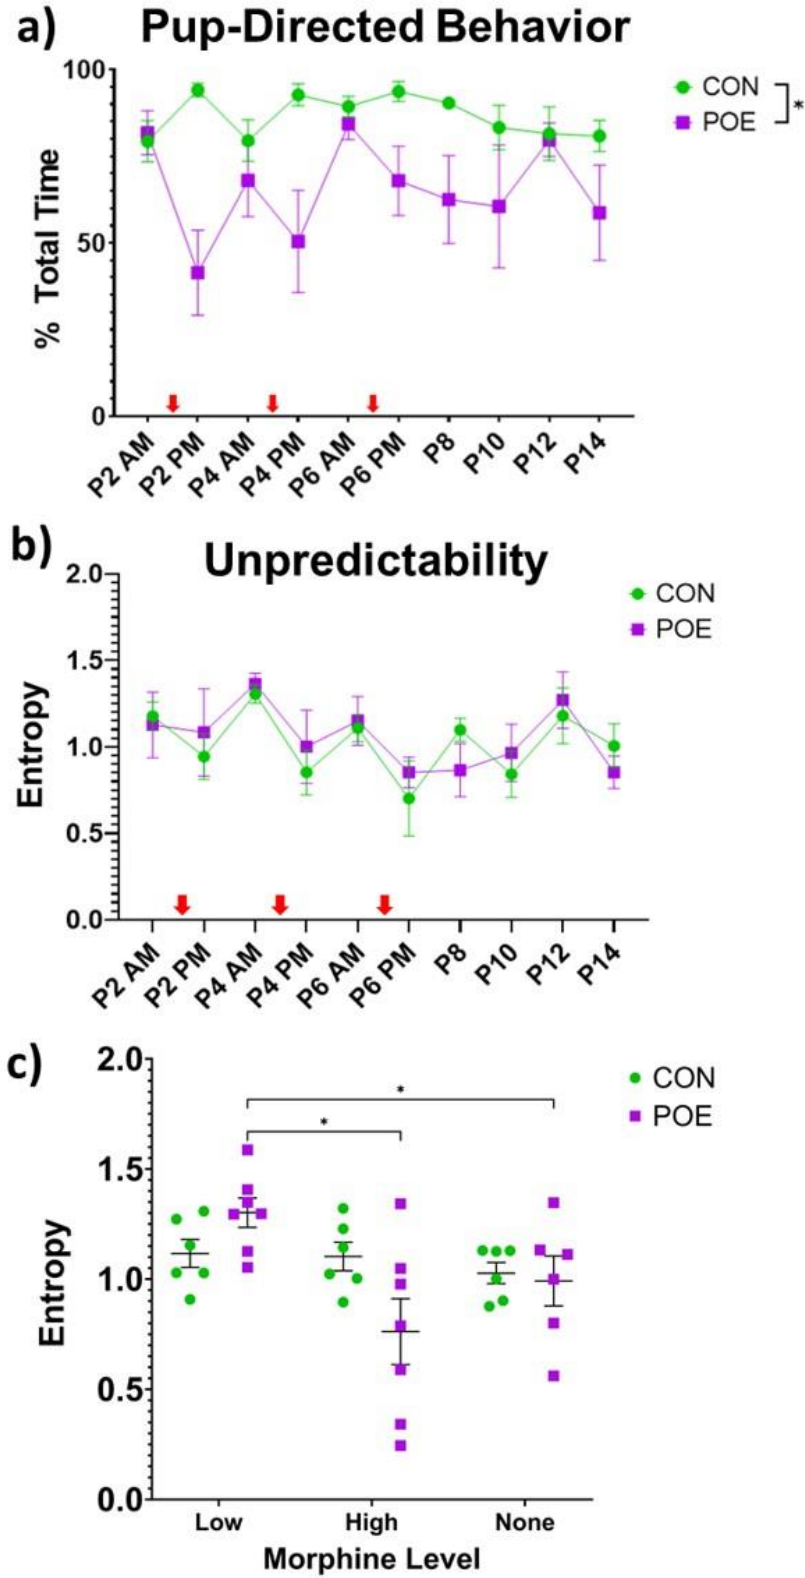 a)
Pup-Directed Behavior
% Total Time
100
50
0
P2 AM
P2 PM
P4 AM
P4 PM
P6 AM
P6 PM
P8
P10
P12
P14
CON
POE
*
b)
Unpredictability
Entropy
2.0
1.5
1.0
0.5
0.0
P2 AM
P2 PM
P4 AM
P4 PM
P6 AM
P6 PM
P8
P10
P12
P14
CON
POE
c)
Entropy
2.0
1.5
1.0
0.5
0.0
*
*
CON
POE
Low
High
None
Morphine Level